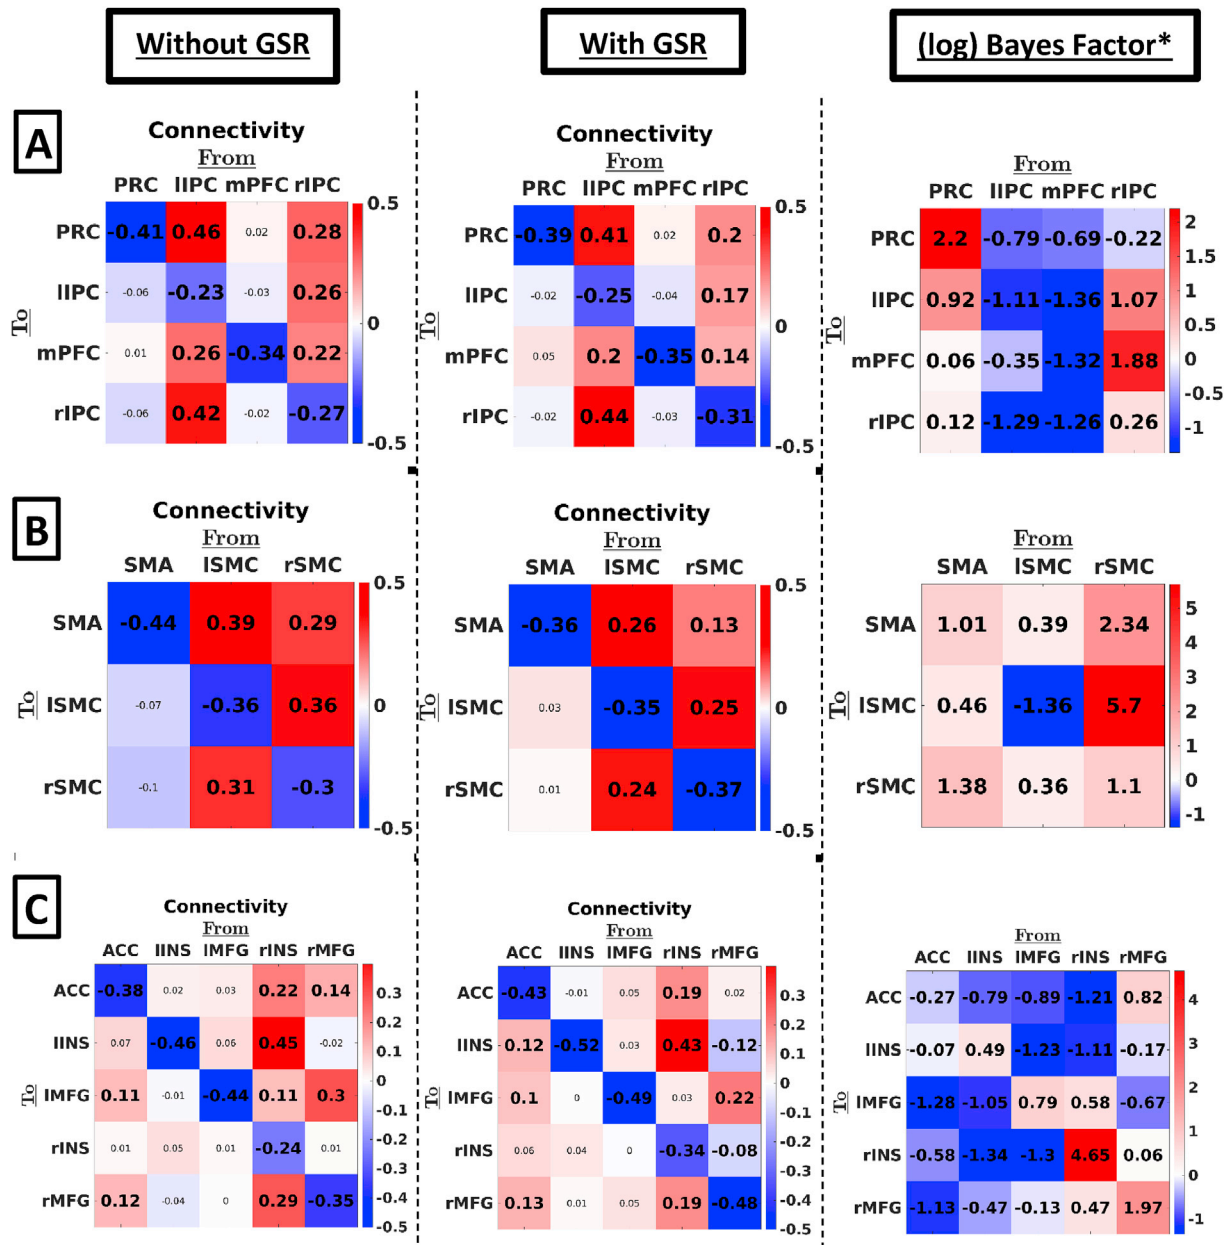 Without GSR
With GSR
(log) Bayes Factor*
A
Connectivity
From
PRC lIPC mPFC rIPC
PRC -0.41 0.46 0.02 0.28
lIPC -0.06 -0.23 -0.03 0.26
mPFC 0.01 0.26 -0.34 0.22
rIPC -0.06 0.42 -0.02 -0.27
To
0.5
0
-0.5
Connectivity
From
PRC lIPC mPFC rIPC
PRC -0.39 0.41 0.02 0.2
lIPC -0.02 -0.25 -0.04 0.17
mPFC 0.05 0.2 -0.35 0.14
rIPC -0.02 0.44 -0.03 -0.31
To
0.5
0
-0.5
From
PRC lIPC mPFC rIPC
PRC 2.2 -0.79 -0.69 -0.22
lIPC 0.92 -1.11 -1.36 1.07
mPFC 0.06 -0.35 -1.32 1.88
rIPC 0.12 -1.29 -1.26 0.26
To
2
1.5
1
0.5
0
-0.5
-1
B
Connectivity
From
SMA lSMC rSMC
SMA -0.44 0.39 0.29
lSMC -0.07 -0.36 0.36
rSMC -0.1 0.31 -0.3
To
0.5
0
-0.5
Connectivity
From
SMA lSMC rSMC
SMA -0.36 0.26 0.13
lSMC 0.03 -0.35 0.25
rSMC 0.01 0.24 -0.37
To
0.5
0
-0.5
From
SMA lSMC rSMC
SMA 1.01 0.39 2.34
lSMC 0.46 -1.36 5.7
rSMC 1.38 0.36 1.1
To
5
4
3
2
1
0
-1
C
Connectivity
From
ACC lINS lMFG rINS rMFG
ACC -0.38 0.02 0.03 0.22 0.14
lINS 0.07 -0.46 0.06 0.45 -0.02
lMFG 0.11 -0.01 -0.44 0.11 0.3
rINS 0.01 0.05 0.01 -0.24 0.01
rMFG 0.12 -0.04 0 0.29 -0.35
To
0.3
0.2
0.1
0
-0.1
-0.2
-0.3
-0.4
-0.5
Connectivity
From
ACC lINS lMFG rINS rMFG
ACC -0.43 -0.01 0.05 0.19 0.02
lINS 0.12 -0.52 0.03 0.43 -0.12
lMFG 0.1 0 -0.49 0.03 0.22
rINS 0.06 0.04 0 -0.34 -0.08
rMFG 0.13 0.01 0.05 0.19 -0.48
To
0.3
0.2
0.1
0
-0.1
-0.2
-0.3
-0.4
-0.5
From
ACC lINS lMFG rINS rMFG
ACC -0.27 -0.79 -0.89 -1.21 0.82
lINS -0.07 0.49 -1.23 -1.11 -0.17
lMFG -1.28 -1.05 0.79 0.58 -0.67
rINS -0.58 -1.34 -1.3 4.65 0.06
rMFG -1.13 -0.47 -0.13 0.47 1.97
To
4
3
2
1
0
-1